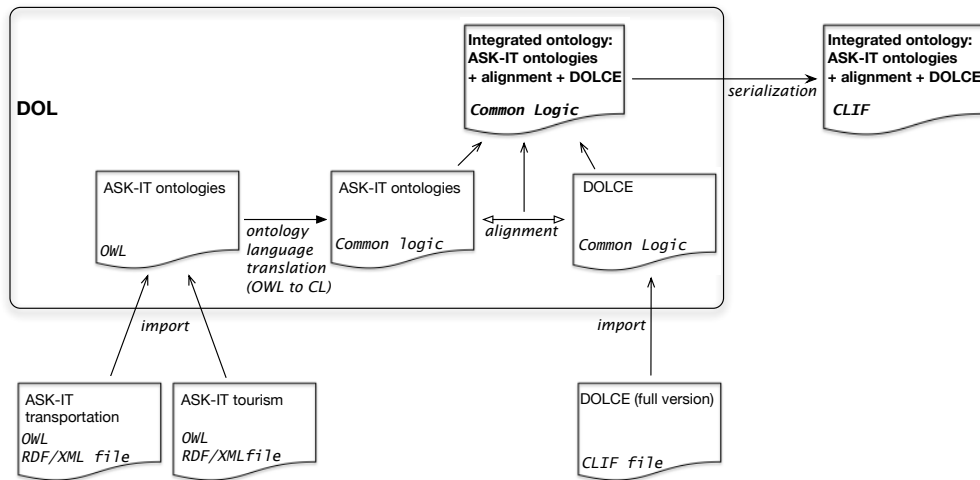 Integrated ontology:
ASK-IT ontologies
+ alignment + DOLCE
Common Logic
serialization
Integrated ontology:
ASK-IT ontologies
+ alignment + DOLCE
CLIF
DOL
ASK-IT ontologies
OWL
ontology
language
translation
(OWL to CL)
ASK-IT ontologies
Common logic
alignment
DOLCE
Common Logic
import
import
ASK-IT
transportation
OWL
RDF/XML file
ASK-IT tourism
OWL
RDF/XMLfile
DOLCE (full version)
CLIF file